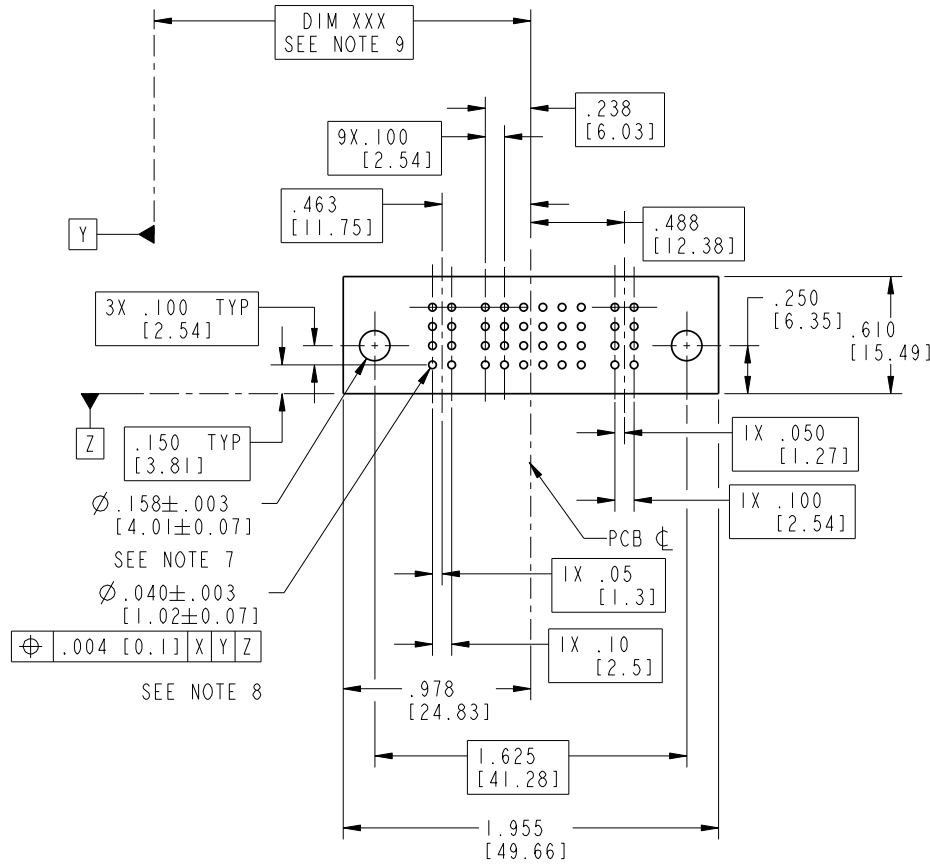 DIM XXX
SEE NOTE 9
.238
[6.03]
9X .100
[2.54]
.463
[11.75]
.488
[12.38]
Y
3X .100 TYP
[2.54]
.250
[6.35]
.610
[15.49]
Z
.150 TYP
[3.81]
1X .050
[1.27]
Ø .158±.003
[4.01±0.07]
SEE NOTE 7
1X .100
[2.54]
PCB ℄
Ø .040±.003
[1.02±0.07]
⌖ .004 [0.1] X Y Z
SEE NOTE 8
1X .05
[1.3]
1X .10
[2.5]
.978
[24.83]
1.625
[41.28]
1.955
[49.66]